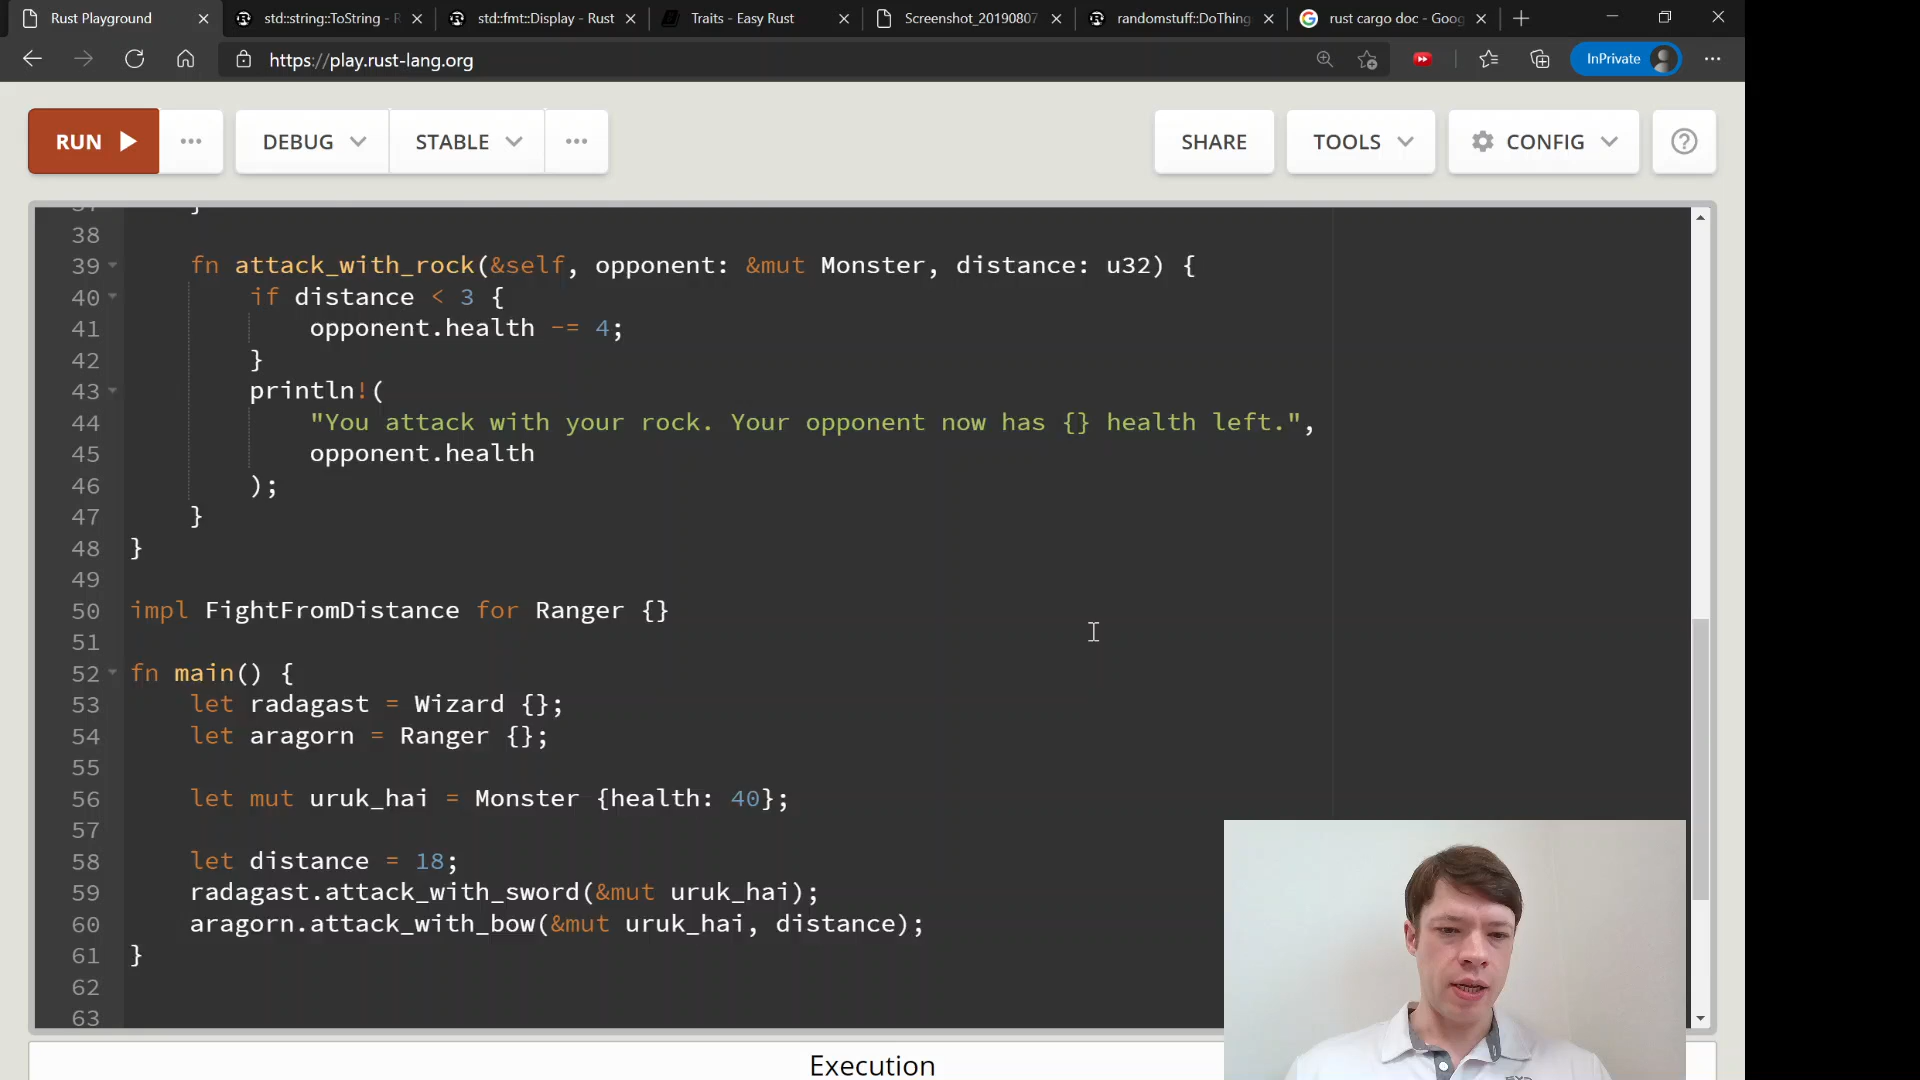 Rust Playground
std::string::ToString - R
std::fmt::Display - Rust
Traits - Easy Rust
Screenshot_20190807
randomstuff::DoThing
rust cargo doc - Goog
https://play.rust-lang.org
InPrivate
RUN
DEBUG
STABLE
SHARE
TOOLS
CONFIG
37 }
38
39 fn attack_with_rock(&self, opponent: &mut Monster, distance: u32) {
40 if distance < 3 {
41 opponent.health -= 4;
42 }
43 println!(
44 "You attack with your rock. Your opponent now has {} health left.",
45 opponent.health
46 );
47 }
48 }
49
50 impl FightFromDistance for Ranger {}
51
52 fn main() {
53 let radagast = Wizard {};
54 let aragorn = Ranger {};
55
56 let mut uruk_hai = Monster {health: 40};
57
58 let distance = 18;
59 radagast.attack_with_sword(&mut uruk_hai);
60 aragorn.attack_with_bow(&mut uruk_hai, distance);
61 }
62
63
Execution